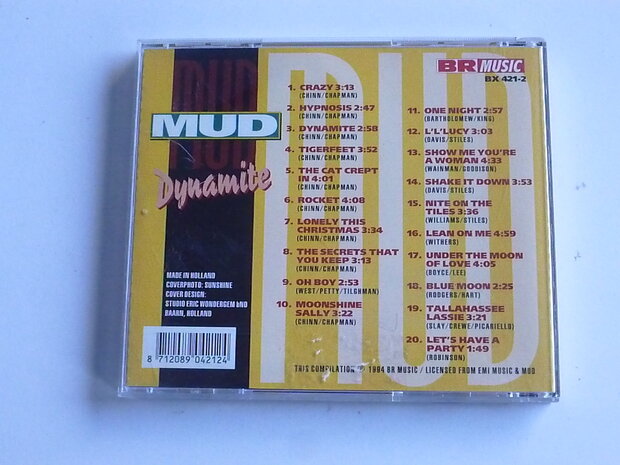 MUD
MUD
MUD
Dynamite
MADE IN HOLLAND
COVERPHOTO: SUNSHINE
COVER DESIGN:
STUDIO ERIC WONDERGEM bNO
BAARN, HOLLAND
8 712089 042124
MUD
1. CRAZY 3:13
(CHINN/CHAPMAN)
2. HYPNOSIS 2:47
(CHINN/CHAPMAN)
3. DYNAMITE 2:58
(CHINN/CHAPMAN)
4. TIGERFEET 3:52
(CHINN/CHAPMAN)
5. THE CAT CREPT
IN 4:01
(CHINN/CHAPMAN)
6. ROCKET 4:08
(CHINN/CHAPMAN)
7. LONELY THIS
CHRISTMAS 3:34
(CHINN/CHAPMAN)
8. THE SECRETS THAT
YOU KEEP 3:13
(CHINN/CHAPMAN)
9. OH BOY 2:53
(WEST/PETTY/TILGHMAN)
10. MOONSHINE
SALLY 3:22
(CHINN/CHAPMAN)
BR MUSIC
BX 421-2
11. ONE NIGHT 2:57
(BARTHOLOMEW/KING)
12. L'L'LUCY 3:03
(DAVIS/STILES)
13. SHOW ME YOU'RE
A WOMAN 4:33
(WAINMAN/GODDISON)
14. SHAKE IT DOWN 3:53
(DAVIS/STILES)
15. NITE ON THE
TILES 3:36
(WILLIAMS/STILES)
16. LEAN ON ME 4:59
(WITHERS)
17. UNDER THE MOON
OF LOVE 4:05
(BOYCE/LEE)
18. BLUE MOON 2:25
(RODGERS/HART)
19. TALLAHASSEE
LASSIE 3:21
(SLAY/CREWE/PICARIELLO)
20. LET'S HAVE A
PARTY 1:49
(ROBINSON)
THIS COMPILATION ℗ 1994 BR MUSIC / LICENSED FROM EMI MUSIC & MUD